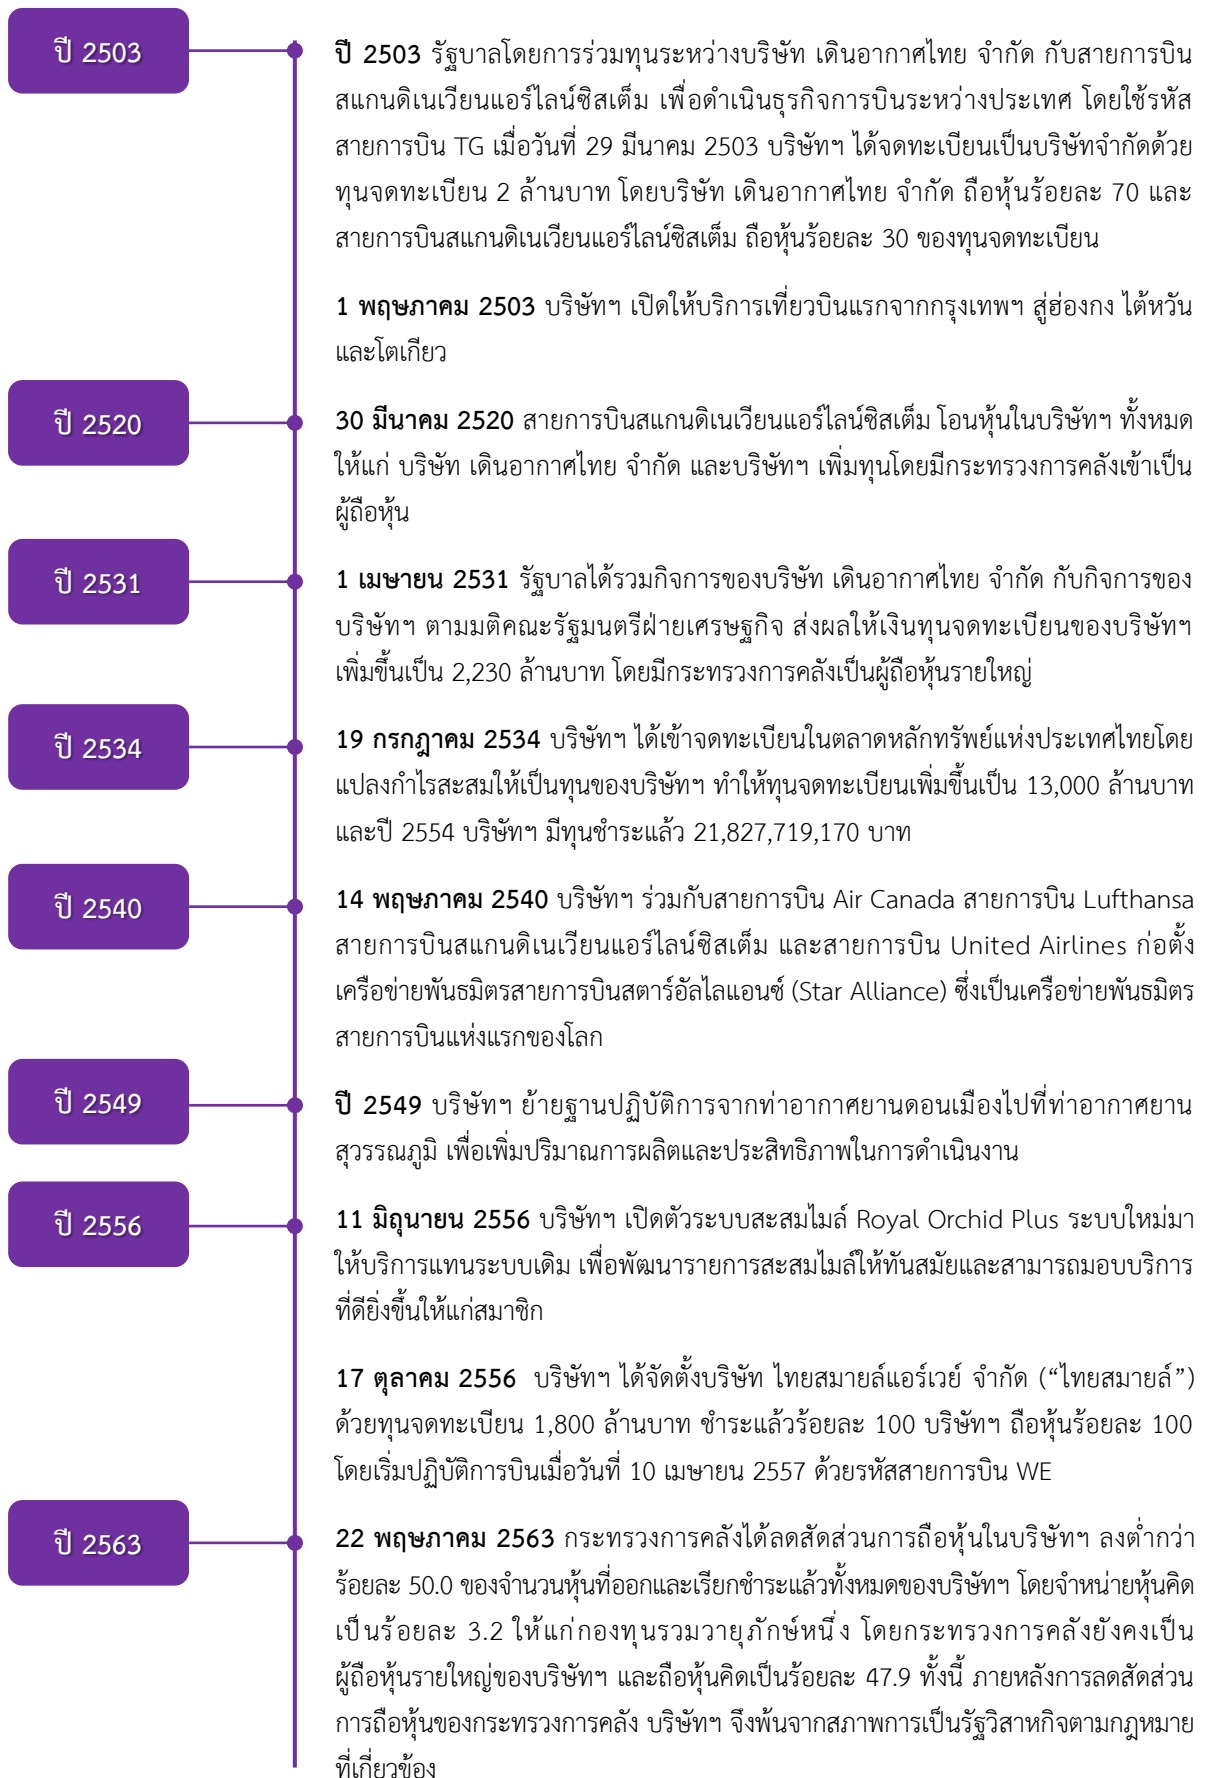 ปี 2503
ปี 2503 รัฐบาลโดยการร่วมทุนระหว่างบริษัท เดินอากาศไทย จำกัด กับสายการบิน
สแกนดิเนเวียนแอร์ไลน์ซิสเต็ม เพื่อดำเนินธุรกิจการบินระหว่างประเทศ โดยใช้รหัส
สายการบิน TG เมื่อวันที่ 29 มีนาคม 2503 บริษัทฯ ได้จดทะเบียนเป็นบริษัทจำกัดด้วย
ทุนจดทะเบียน 2 ล้านบาท โดยบริษัท เดินอากาศไทย จำกัด ถือหุ้นร้อยละ 70 และ
สายการบินสแกนดิเนเวียนแอร์ไลน์ซิสเต็ม ถือหุ้นร้อยละ 30 ของทุนจดทะเบียน
1 พฤษภาคม 2503 บริษัทฯ เปิดให้บริการเที่ยวบินแรกจากกรุงเทพฯ สู่ฮ่องกง ไต้หวัน
และโตเกียว
ปี 2520
30 มีนาคม 2520 สายการบินสแกนดิเนเวียนแอร์ไลน์ซิสเต็ม โอนหุ้นในบริษัทฯ ทั้งหมด
ให้แก่ บริษัท เดินอากาศไทย จำกัด และบริษัทฯ เพิ่มทุนโดยมีกระทรวงการคลังเข้าเป็น
ผู้ถือหุ้น
ปี 2531
1 เมษายน 2531 รัฐบาลได้รวมกิจการของบริษัท เดินอากาศไทย จำกัด กับกิจการของ
บริษัทฯ ตามมติคณะรัฐมนตรีฝ่ายเศรษฐกิจ ส่งผลให้เงินทุนจดทะเบียนของบริษัทฯ
เพิ่มขึ้นเป็น 2,230 ล้านบาท โดยมีกระทรวงการคลังเป็นผู้ถือหุ้นรายใหญ่
ปี 2534
19 กรกฎาคม 2534 บริษัทฯ ได้เข้าจดทะเบียนในตลาดหลักทรัพย์แห่งประเทศไทยโดย
แปลงกำไรสะสมให้เป็นทุนของบริษัทฯ ทำให้ทุนจดทะเบียนเพิ่มขึ้นเป็น 13,000 ล้านบาท
และปี 2554 บริษัทฯ มีทุนชำระแล้ว 21,827,719,170 บาท
ปี 2540
14 พฤษภาคม 2540 บริษัทฯ ร่วมกับสายการบิน Air Canada สายการบิน Lufthansa
สายการบินสแกนดิเนเวียนแอร์ไลน์ซิสเต็ม และสายการบิน United Airlines ก่อตั้ง
เครือข่ายพันธมิตรสายการบินสตาร์อัลไลแอนซ์ (Star Alliance) ซึ่งเป็นเครือข่ายพันธมิตร
สายการบินแห่งแรกของโลก
ปี 2549
ปี 2549 บริษัทฯ ย้ายฐานปฏิบัติการจากท่าอากาศยานดอนเมืองไปที่ท่าอากาศยาน
สุวรรณภูมิ เพื่อเพิ่มปริมาณการผลิตและประสิทธิภาพในการดำเนินงาน
ปี 2556
11 มิถุนายน 2556 บริษัทฯ เปิดตัวระบบสะสมไมล์ Royal Orchid Plus ระบบใหม่มา
ให้บริการแทนระบบเดิม เพื่อพัฒนารายการสะสมไมล์ให้ทันสมัยและสามารถมอบบริการ
ที่ดียิ่งขึ้นให้แก่สมาชิก
17 ตุลาคม 2556 บริษัทฯ ได้จัดตั้งบริษัท ไทยสมายล์แอร์เวย์ จำกัด (“ไทยสมายล์”)
ด้วยทุนจดทะเบียน 1,800 ล้านบาท ชำระแล้วร้อยละ 100 บริษัทฯ ถือหุ้นร้อยละ 100
โดยเริ่มปฏิบัติการบินเมื่อวันที่ 10 เมษายน 2557 ด้วยรหัสสายการบิน WE
ปี 2563
22 พฤษภาคม 2563 กระทรวงการคลังได้ลดสัดส่วนการถือหุ้นในบริษัทฯ ลงต่ำกว่า
ร้อยละ 50.0 ของจำนวนหุ้นที่ออกและเรียกชำระแล้วทั้งหมดของบริษัทฯ โดยจำหน่ายหุ้นคิด
เป็นร้อยละ 3.2 ให้แก่กองทุนรวมวายุภักษ์หนึ่ง โดยกระทรวงการคลังยังคงเป็น
ผู้ถือหุ้นรายใหญ่ของบริษัทฯ และถือหุ้นคิดเป็นร้อยละ 47.9 ทั้งนี้ ภายหลังการลดสัดส่วน
การถือหุ้นของกระทรวงการคลัง บริษัทฯ จึงพ้นจากสภาพการเป็นรัฐวิสาหกิจตามกฎหมาย
ที่เกี่ยวข้อง